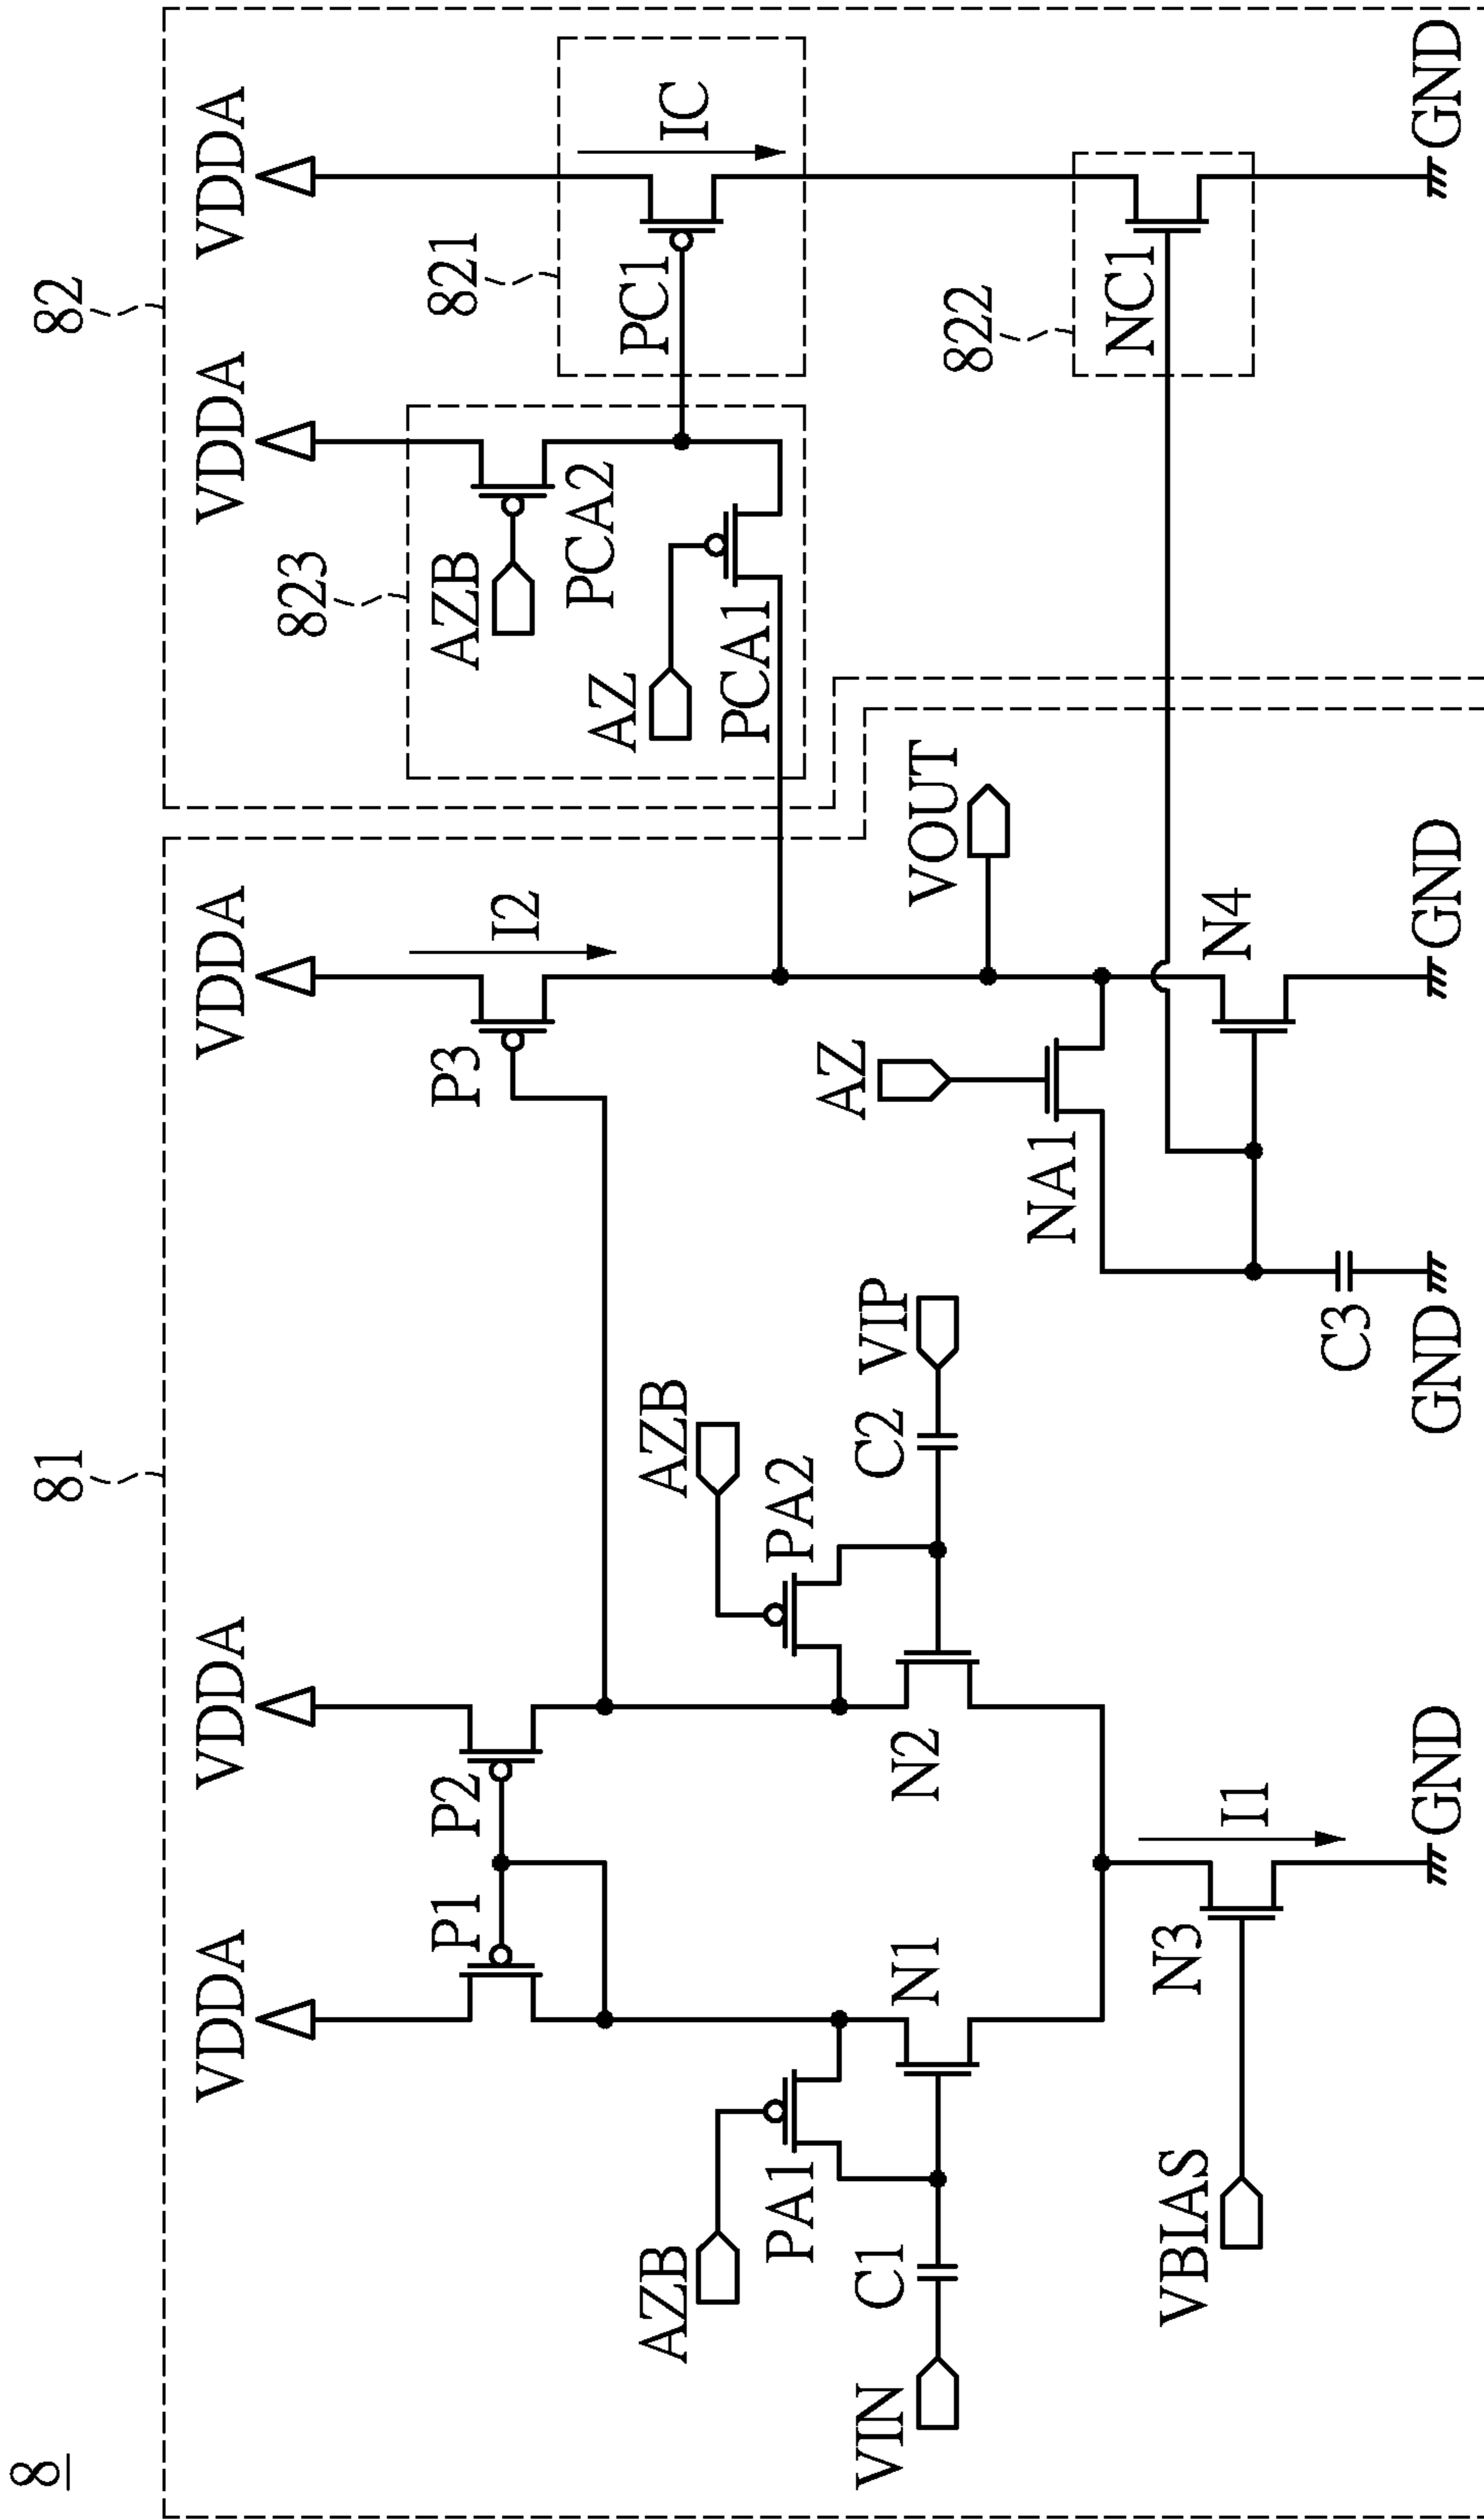 8
81
82
VDDA
VDDA
VDDA
VDDA
VDDA
P1
P2
P3
I2
823
821
AZB
PCA2
AZ
PCA1
PC1
IC
AZB
PA1
AZB
PA2
VIN
C1
N1
N2
C2
VIP
AZ
NA1
VOUT
822
NC1
VBIAS
N3
I1
N4
C3
GND
GND
GND
GND